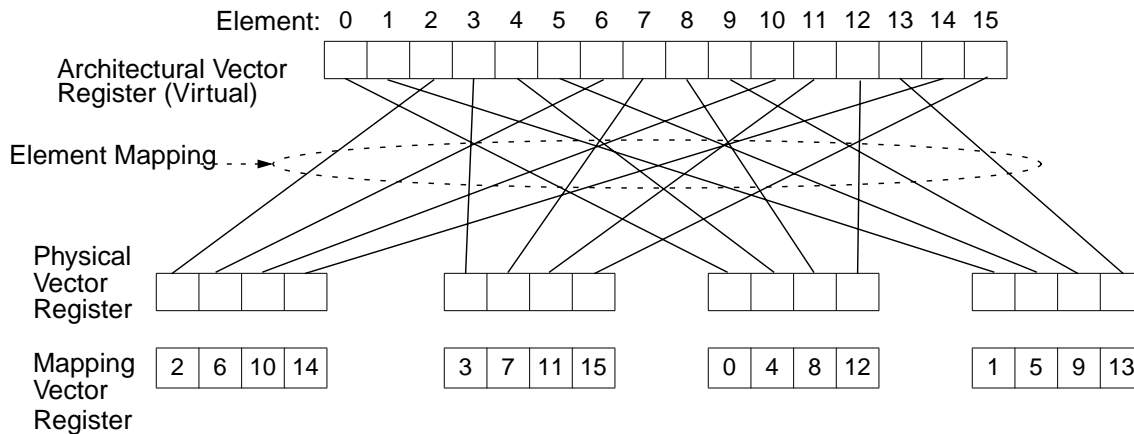 Element: 0 1 2 3 4 5 6 7 8 9 10 11 12 13 14 15
Architectural Vector
Register (Virtual)
Element Mapping
Physical
Vector
Register
Mapping
Vector
Register
2 6 10 14 3 7 11 15 0 4 8 12 1 5 9 13